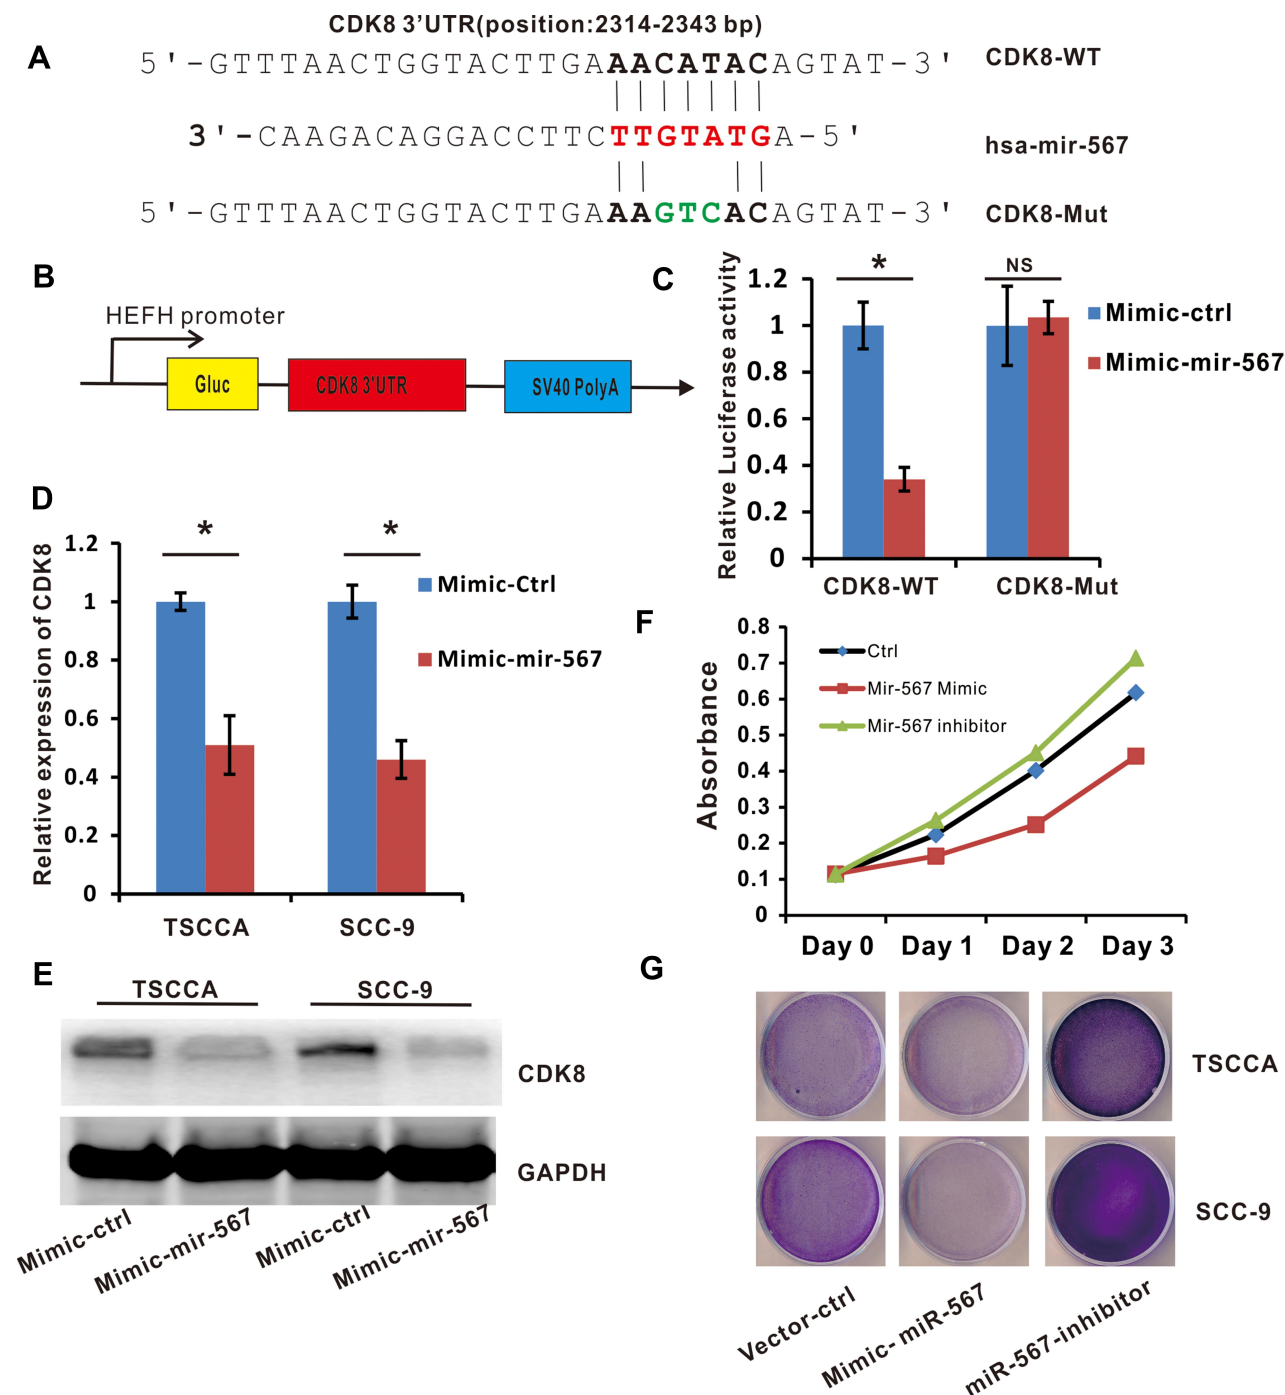 A
CDK8 3’UTR(position:2314-2343 bp)
5'-GTTTAACTGGTACTTGAAACATACAGTAT-3' CDK8-WT
3'-CAAGACAGGACCTTCTTGTATGA-5' hsa-mir-567
5'-GTTTAACTGGTACTTGAAAGTCACAGTAT-3' CDK8-Mut
B
HEFH promoter
Gluc CDK8 3'UTR SV40 PolyA
C
Relative Luciferase activity
1.2
1
0.8
0.6
0.4
0.2
0
* NS
CDK8-WT CDK8-Mut
Mimic-ctrl
Mimic-mir-567
D
Relative expression of CDK8
1.2
1
0.8
0.6
0.4
0.2
0
* *
TSCCA SCC-9
Mimic-Ctrl
Mimic-mir-567
E
TSCCA SCC-9
CDK8
GAPDH
Mimic-ctrl Mimic-mir-567 Mimic-ctrl Mimic-mir-567
F
Absorbance
0.8
0.7
0.6
0.5
0.4
0.3
0.2
0.1
0
Ctrl
Mir-567 Mimic
Mir-567 inhibitor
Day 0 Day 1 Day 2 Day 3
G
TSCCA
SCC-9
Vector-ctrl Mimic- miR-567 miR-567-inhibitor